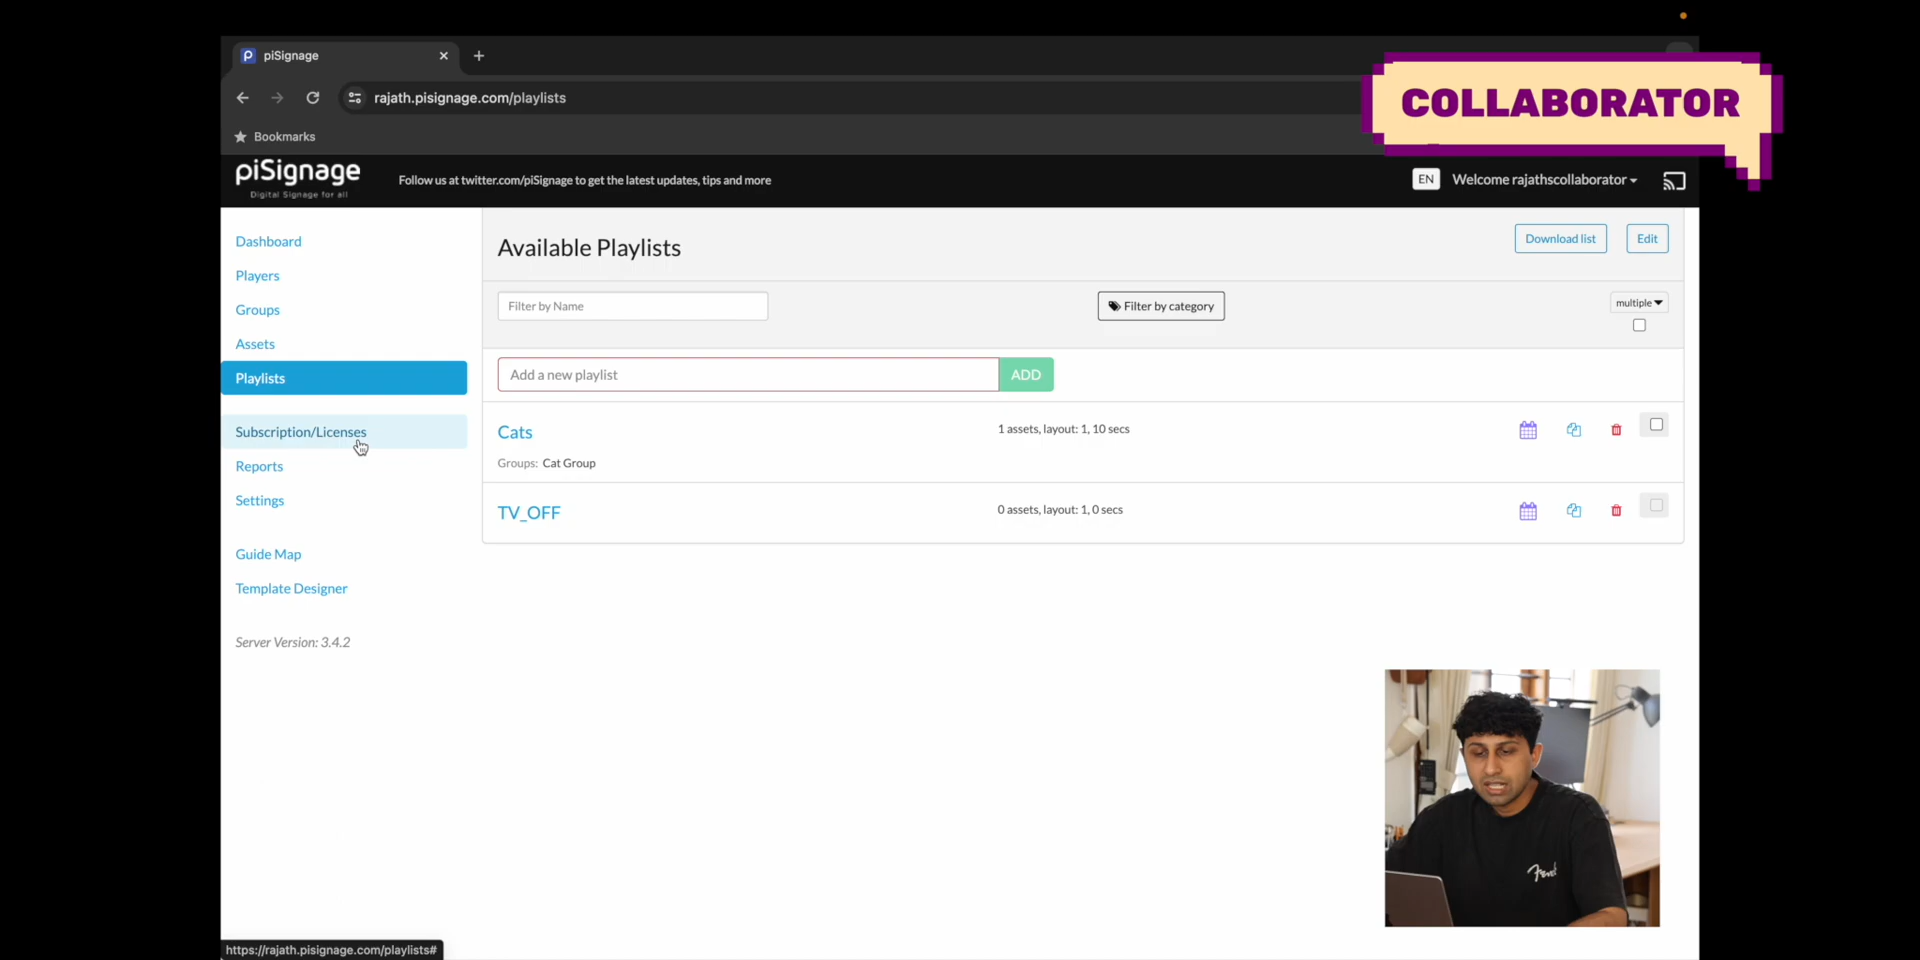 piSignage
COLLABORATOR
rajath.pisignage.com/playlists
Bookmarks
piSignage
Digital Signage for all
Follow us at twitter.com/piSignage to get the latest updates, tips and more
EN
Welcome rajathscollaborator
Dashboard
Players
Groups
Assets
Playlists
Subscription/Licenses
Reports
Settings
Guide Map
Template Designer
Server Version: 3.4.2
Available Playlists
Download list
Edit
Filter by Name
Filter by category
multiple
Add a new playlist
ADD
Cats
1 assets, layout: 1, 10 secs
Groups: Cat Group
TV_OFF
0 assets, layout: 1, 0 secs
Fender
https://rajath.pisignage.com/playlists#